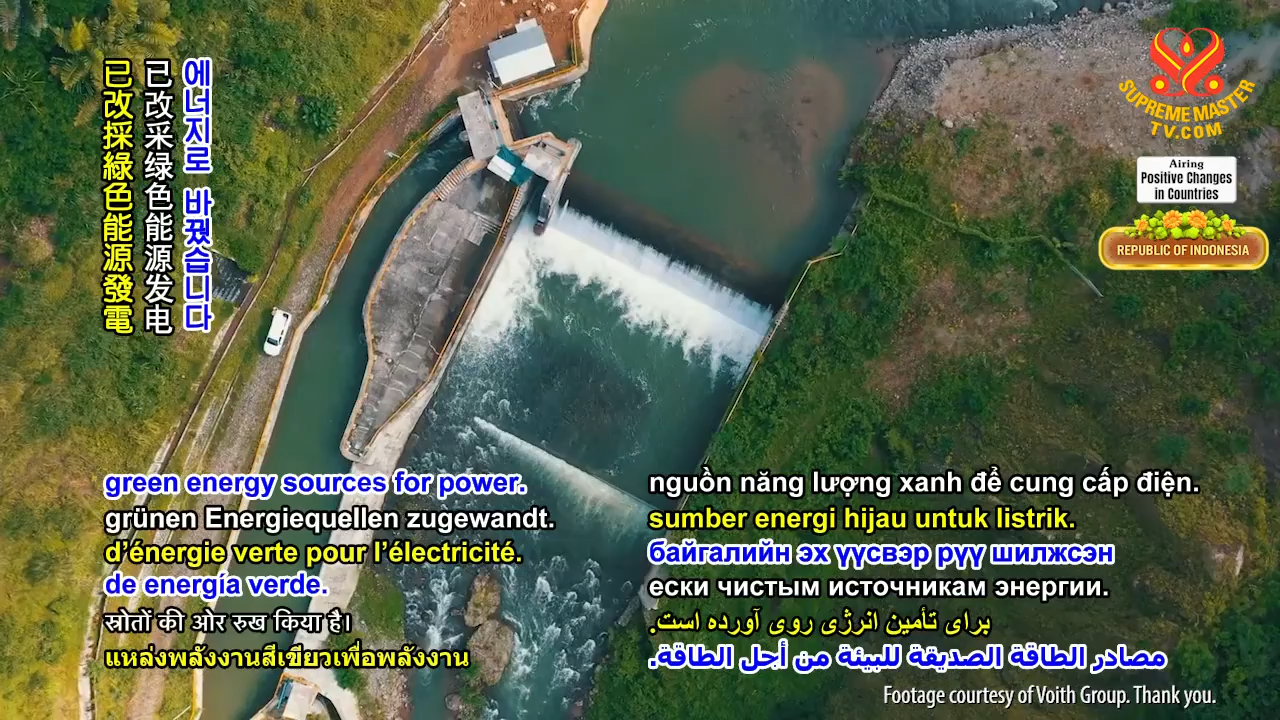 已改採綠色能源發電
已改采绿色能源发电
에너지로 바꿨습니다
SUPREME MASTER
TV.COM
Airing
Positive Changes
in Countries
REPUBLIC OF INDONESIA
green energy sources for power.
grünen Energiequellen zugewandt.
d’énergie verte pour l’électricité.
de energía verde.
स्रोतों की ओर रुख किया है।
แหล่งพลังงานสีเขียวเพื่อพลังงาน
nguồn năng lượng xanh để cung cấp điện.
sumber energi hijau untuk listrik.
байгалийн эх үүсвэр рүү шилжсэн
ески чистым источникам энергии.
برای تأمین انرژی روی آورده است.
مصادر الطاقة الصديقة للبيئة من أجل الطاقة.
Footage courtesy of Voith Group. Thank you.